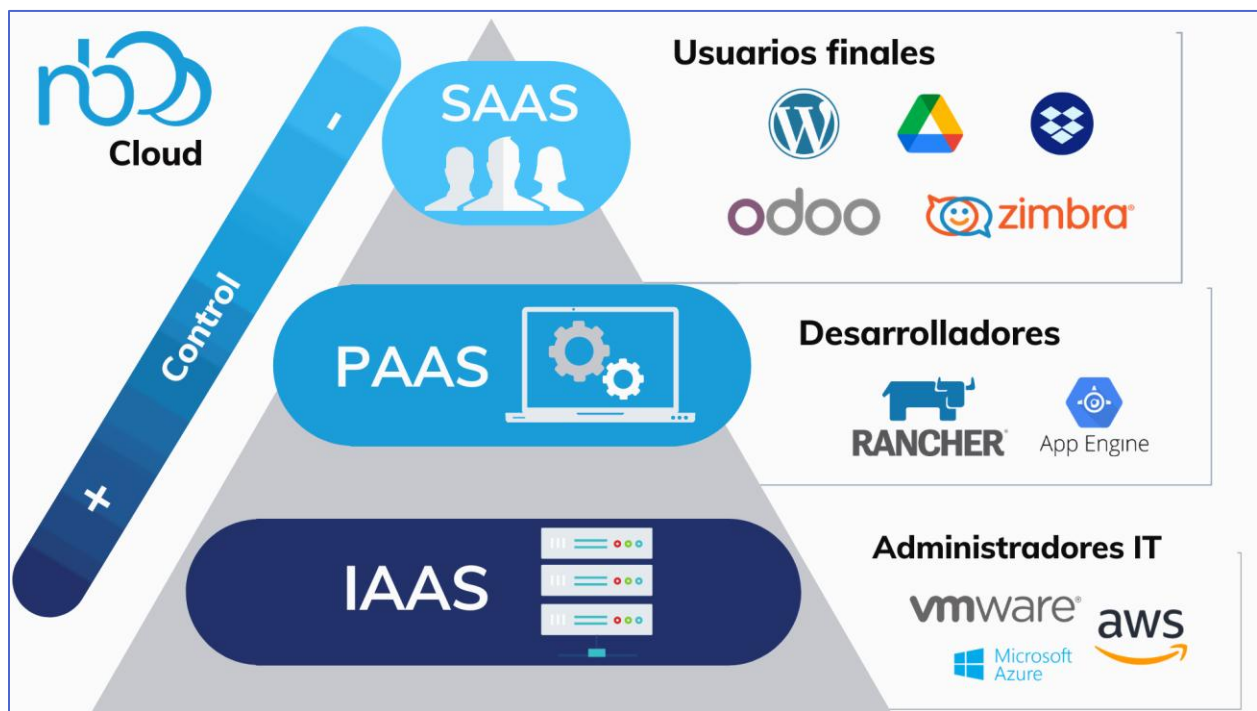 nb
Cloud
-
Control
+
SAAS
Usuarios finales
W
odoo
zimbra®
PAAS
Desarrolladores
RANCHER®
App Engine
IAAS
Administradores IT
vmware®
aws
Microsoft
Azure